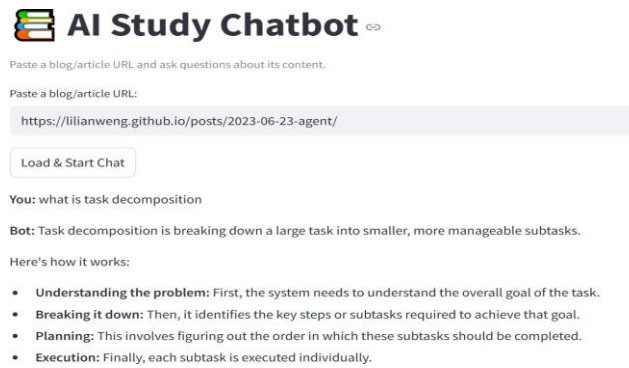 AI Study Chatbot
Paste a blog/article URL and ask questions about its content.
Paste a blog/article URL:
https://lilianweng.github.io/posts/2023-06-23-agent/
Load & Start Chat
You: what is task decomposition
Bot: Task decomposition is breaking down a large task into smaller, more manageable subtasks.
Here's how it works:
• Understanding the problem: First, the system needs to understand the overall goal of the task.
• Breaking it down: Then, it identifies the key steps or subtasks required to achieve that goal.
• Planning: This involves figuring out the order in which these subtasks should be completed.
• Execution: Finally, each subtask is executed individually.